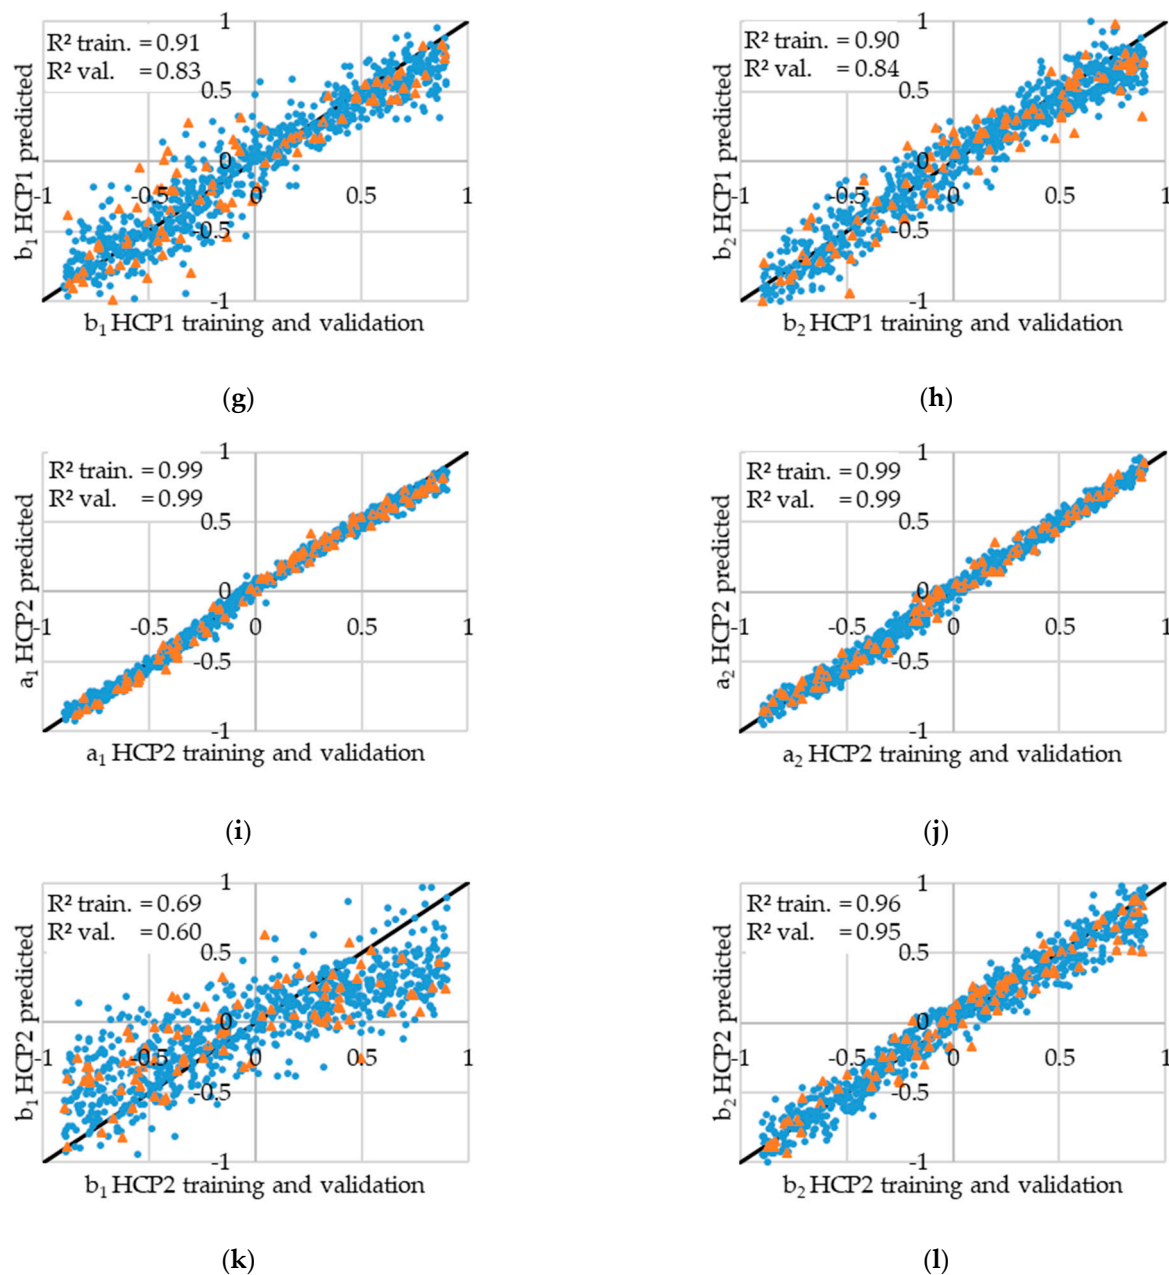 R² train. = 0.91
R² val. = 0.83
b₁ HCP1 predicted
1
0.5
0
-0.5
-1
-1
-0.5
0
0.5
1
b₁ HCP1 training and validation
(g)
R² train. = 0.90
R² val. = 0.84
b₂ HCP1 predicted
1
0.5
0
-0.5
-1
-1
-0.5
0
0.5
1
b₂ HCP1 training and validation
(h)
R² train. = 0.99
R² val. = 0.99
a₁ HCP2 predicted
1
0.5
0
-0.5
-1
-1
-0.5
0
0.5
1
a₁ HCP2 training and validation
(i)
R² train. = 0.99
R² val. = 0.99
a₂ HCP2 predicted
1
0.5
0
-0.5
-1
-1
-0.5
0
0.5
1
a₂ HCP2 training and validation
(j)
R² train. = 0.69
R² val. = 0.60
b₁ HCP2 predicted
1
0.5
0
-0.5
-1
-1
-0.5
0
0.5
1
b₁ HCP2 training and validation
(k)
R² train. = 0.96
R² val. = 0.95
b₂ HCP2 predicted
1
0.5
0
-0.5
-1
-1
-0.5
0
0.5
1
b₂ HCP2 training and validation
(l)